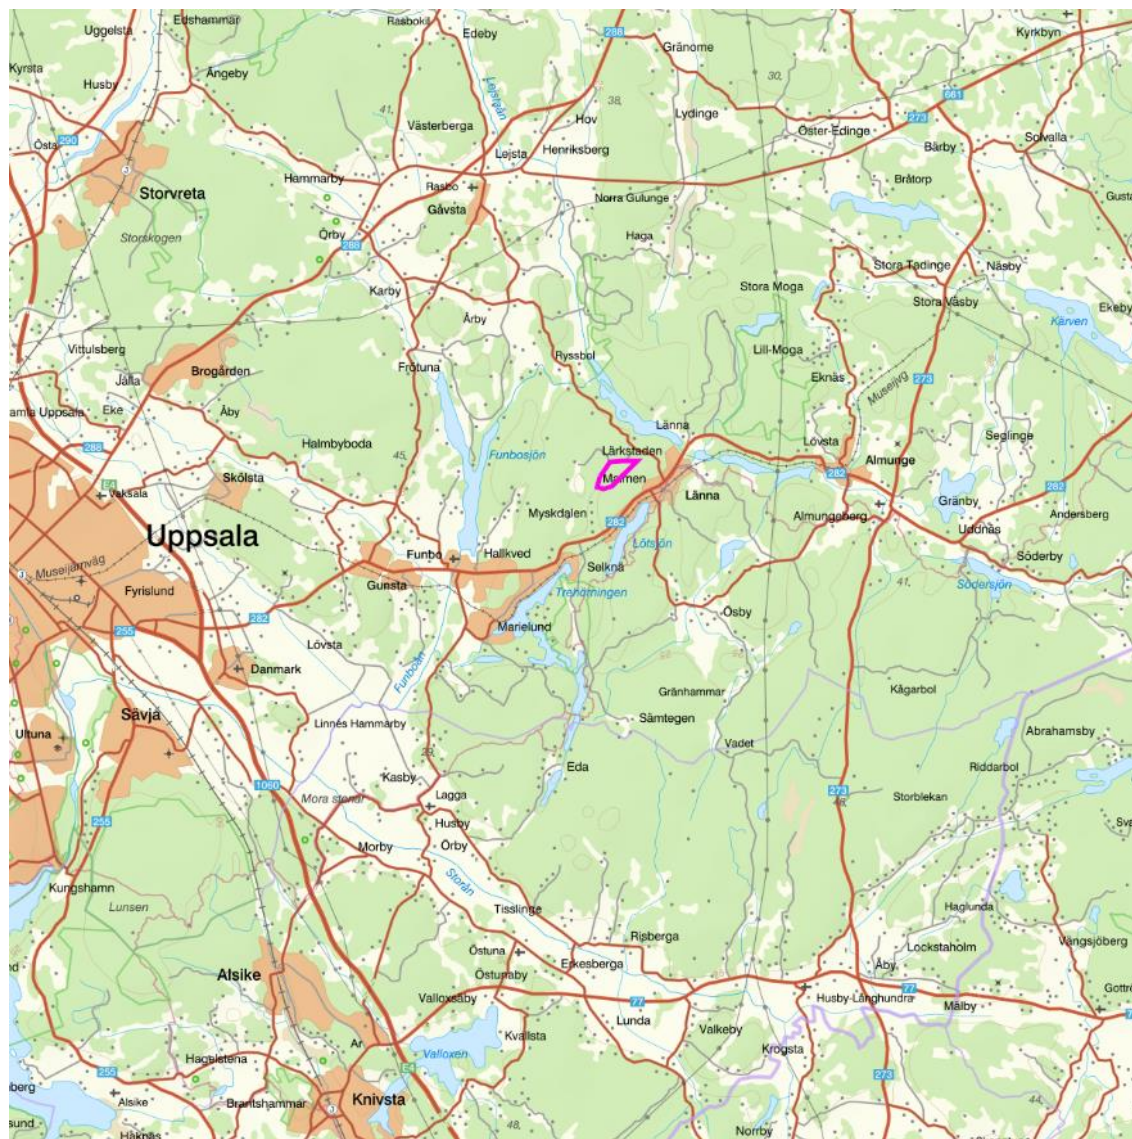 Uggelsta
Edshammar
Rasbokil
Edeby
288
Gränome
Kyrkbyn
Kyrsta
Husby
Ängeby
Lejstaån
30,
38,
41,
661
Västerberga
Hov
Lydinge
273
Öster-Edinge
Solvalla
290
Östa
Henriksberg
Bärby
Lejsta
Storvreta
Hammarby
Rasbo
Norra Gulunge
Bråtorp
Gåvsta
Storskogen
Örby
288
Haga
Stora Tadinge
Näsby
Karby
Stora Moga
Stora Väsby
Ekeby
Årby
Kärven
Vittulsberg
Ryssbol
Lill-Moga
Jälla
Brogården
Frötuna
Eknäs
Museijvg
273
Eke
Åby
Länna
Seglinge
288
Halmbyboda
Funbosjön
Lärkstaden
Lövsta
Almunge
45,
282
E4
Skölsta
Vaksala
Länna
Gränby
282
Myskdalen
Almungeberg
Andersberg
Uppsala
282
Uddnäs
Lötsjön
Funbo
Hallkved
Söderby
Museijärnväg
Selkna
Gunsta
Trehörningen
41,
Södersjön
Fyrislund
Ösby
282
255
Marielund
Lövsta
Danmark
Funboån
Gränhammar
Kågarbol
Sävja
Linnés Hammarby
Sämtegen
Ultuna
Vadet
Abrahamsby
29,
Eda
Riddarbol
Kasby
1060
273
Mora stenar
Lagga
Storblekan
255
Husby
Morby
Örby
Storån
Kungshamn
Lunsen
Tisslinge
Haglunda
Risberga
Vängsjöberg
Lockstaholm
Östuna
Alsike
Erkesberga
Åby
Östunaby
77
Valloxsäby
77
Husby-Långhundra
Mälby
Lunda
Kvallsta
Valkeby
Ar
Krogsta
Valloxen
Hagelstena
E4
255
273
Knivsta
Alsike
Brantshammar
44,
48,
Norrby